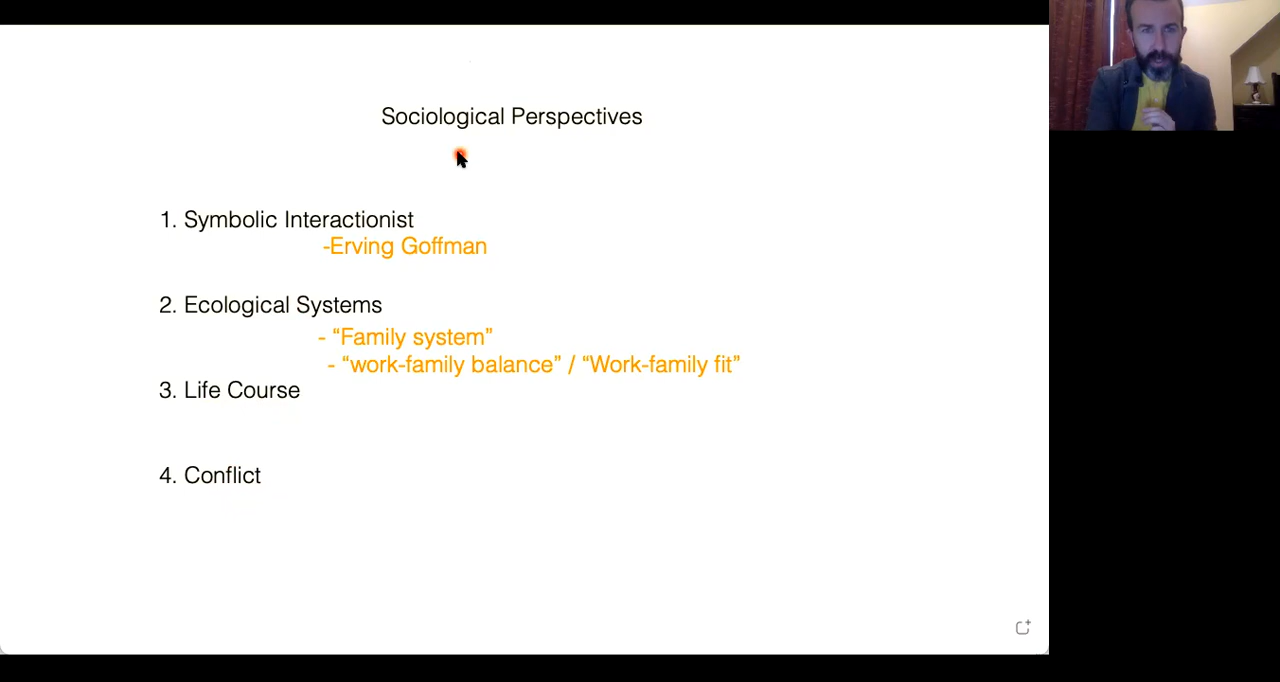 Sociological Perspectives
1. Symbolic Interactionist
-Erving Goffman
2. Ecological Systems
- “Family system”
- “work-family balance” / “Work-family fit”
3. Life Course
4. Conflict